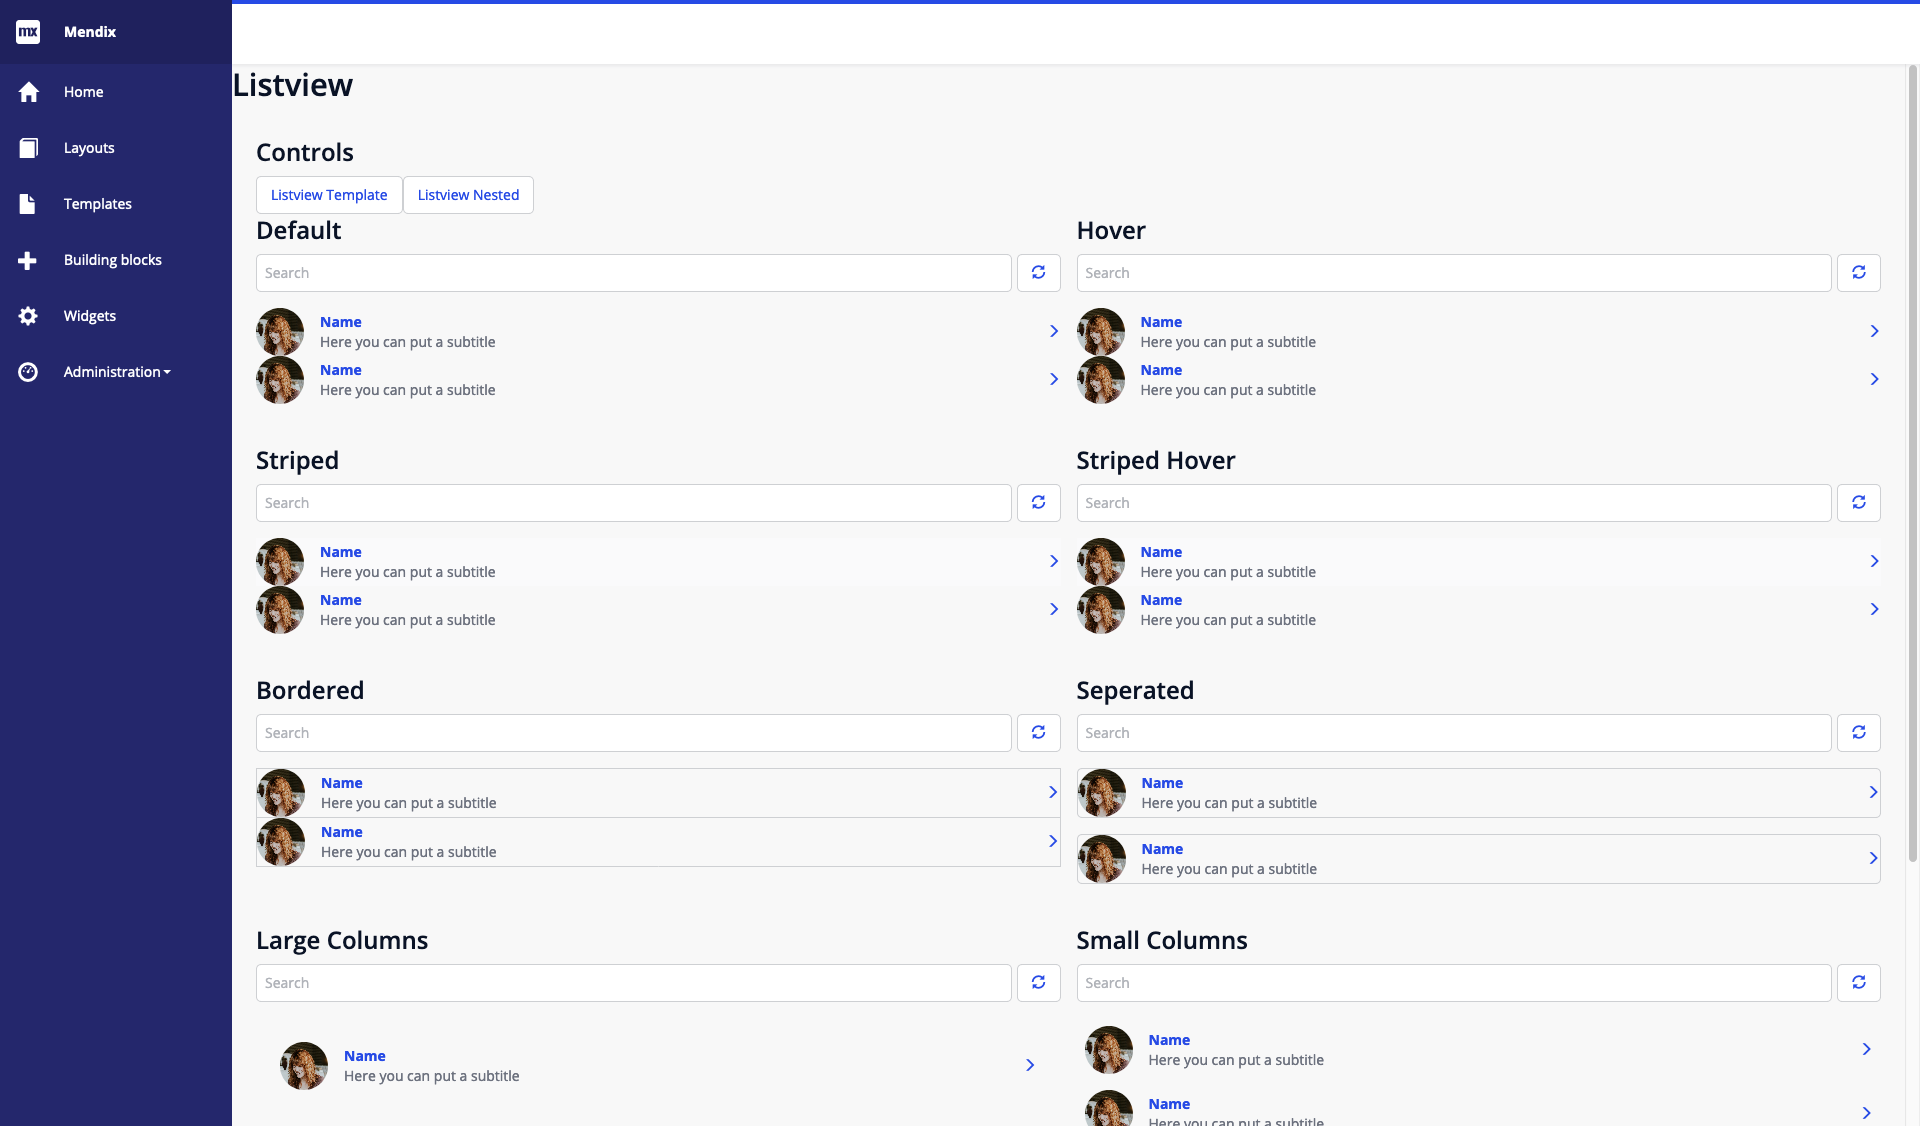 mx Mendix
Home
Layouts
Templates
Building blocks
Widgets
Administration
Listview
Controls
Listview Template Listview Nested
Default
Search
Name
Here you can put a subtitle
Name
Here you can put a subtitle
Hover
Search
Name
Here you can put a subtitle
Name
Here you can put a subtitle
Striped
Search
Name
Here you can put a subtitle
Name
Here you can put a subtitle
Striped Hover
Search
Name
Here you can put a subtitle
Name
Here you can put a subtitle
Bordered
Search
Name
Here you can put a subtitle
Name
Here you can put a subtitle
Seperated
Search
Name
Here you can put a subtitle
Name
Here you can put a subtitle
Large Columns
Search
Name
Here you can put a subtitle
Small Columns
Search
Name
Here you can put a subtitle
Name
Here you can put a subtitle